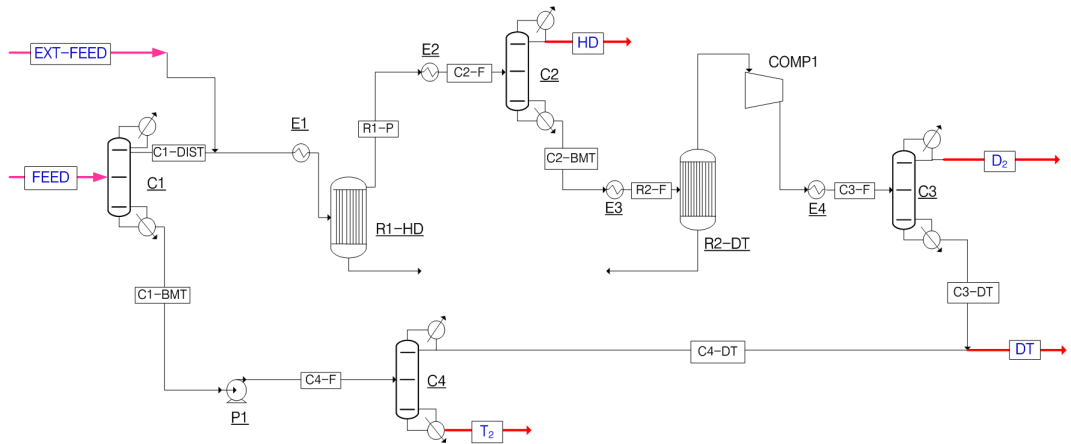 EXT-FEED
E2
C2-F
HD
C2
COMP1
R1-P
E1
C1-DIST
C2-BMT
FEED
C1
E3
R2-F
E4
C3-F
C3
D₂
R1-HD
R2-DT
C1-BMT
C3-DT
C4-DT
DT
C4-F
C4
P1
T₂